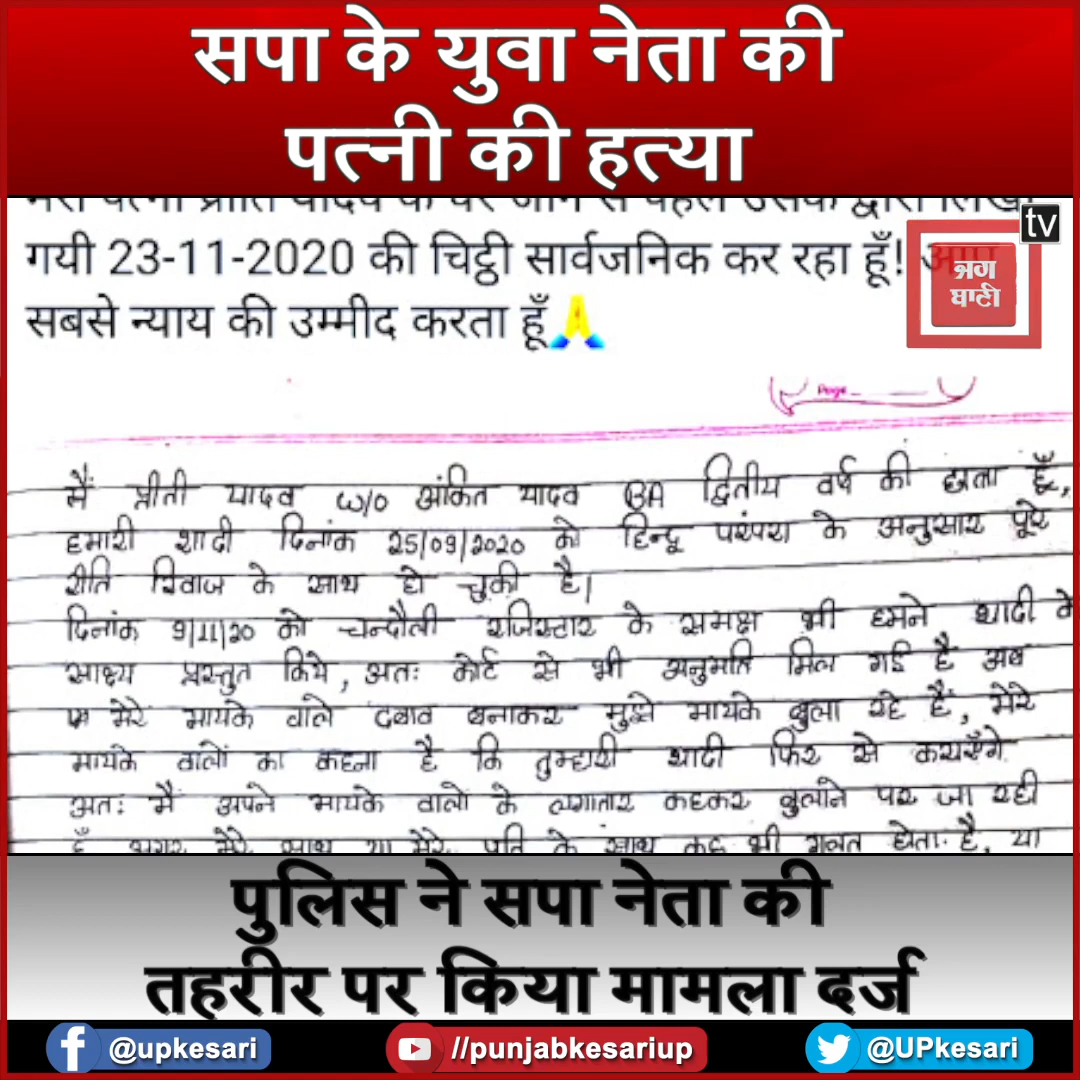 सपा के युवा नेता की
पत्नी की हत्या
tv
गयी 23-11-2020 की चिट्ठी सार्वजनिक कर रहा हूँ!
सबसे न्याय की उम्मीद करता हूँ🙏
ਜਗ
ਬਾਣੀ
Page
मैं प्रीती यादव W/o अंकित यादव BA द्वितीय वर्ष की छात्रा हूँ,
हमारी शादी दिनांक 25/09/2020 को हिन्दू परंपरा के अनुसार पूरे
रीति रिवाज के साथ हो चुकी है।
दिनांक 9/11/20 को चन्दौली रजिस्टार के समक्ष भी हमने शादी के
साक्ष्य प्रस्तुत किये, अतः कोर्ट से भी अनुमति मिल गई है अब
मेरे मायके वाले दबाव बनाकर मुझे मायके बुला रहे हैं, मेरे
मायके वालों का कहना है कि तुम्हारी शादी फिर से कराएँगे.
अतः मैं अपने मायके वालो के लगातार कहकर बुलाने पर जा रही
पुलिस ने सपा नेता की
तहरीर पर किया मामला दर्ज
f @upkesari
//punjabkesariup
@UPkesari